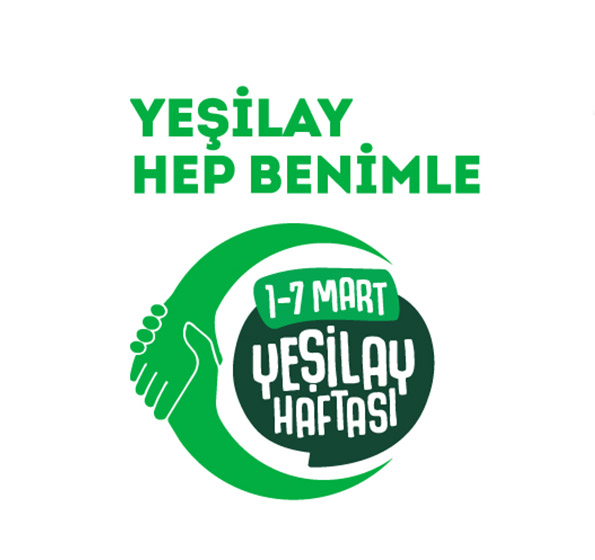 YEŞİLAY
HEP BENİMLE
1-7 MART
YEŞİLAY
HAFTASI